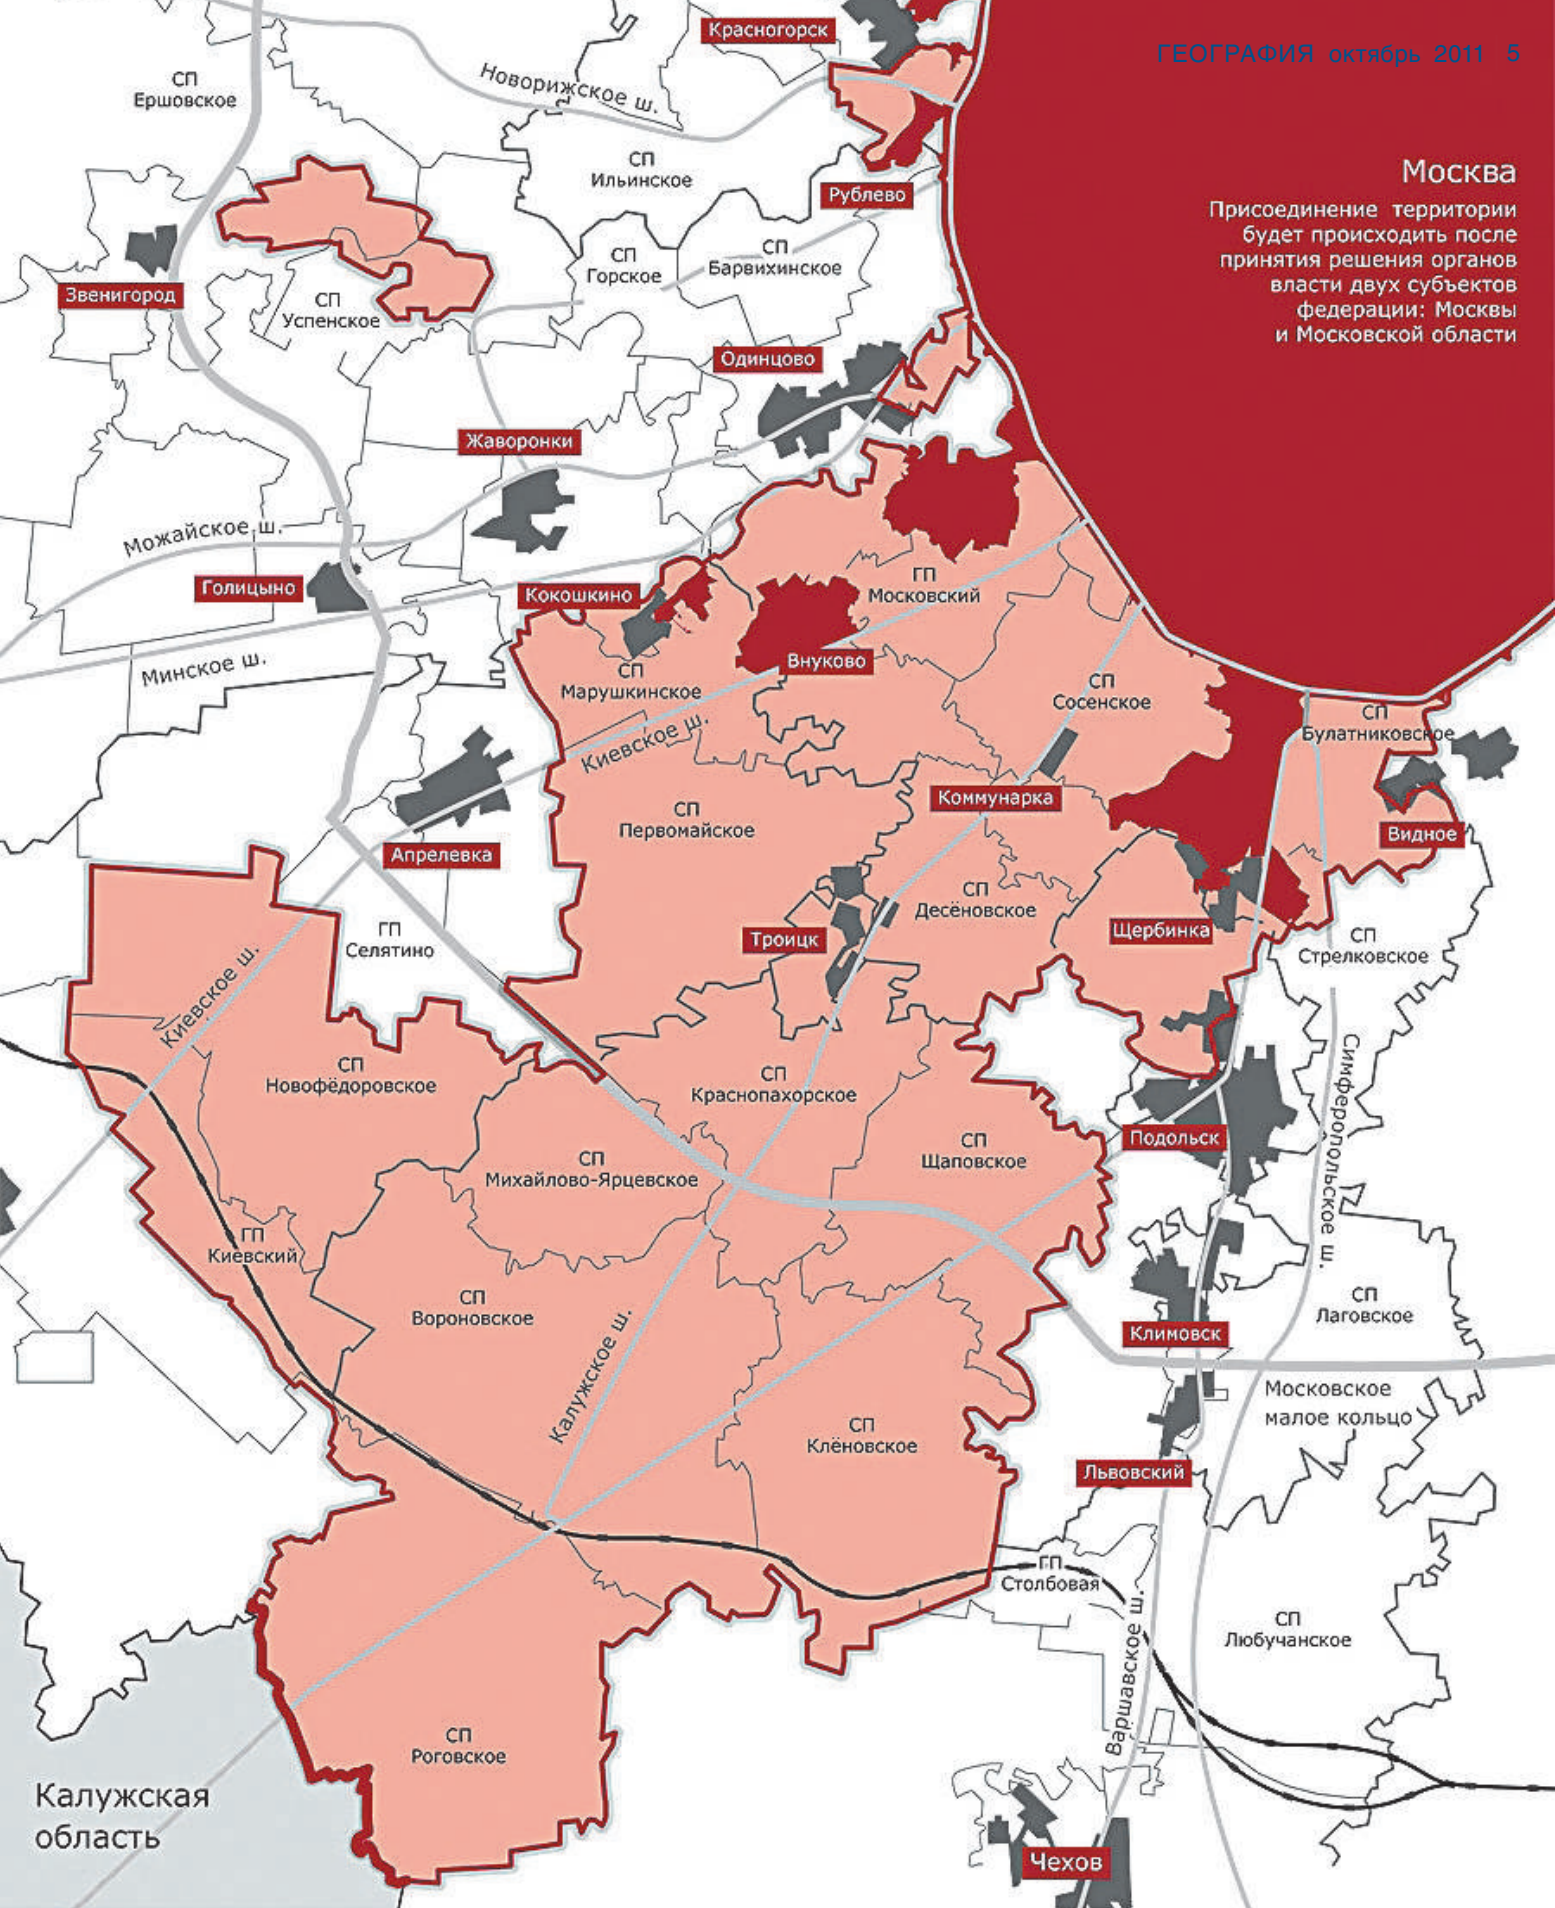 Красногорск
ГЕОГРАФИЯ октябрь 2011 5
СП
Ершовское
Новорижское ш.
СП
Ильинское
Москва
Присоединение территории
будет происходить после
принятия решения органов
власти двух субъектов
федерации: Москвы
и Московской области
Рублево
СП
Горское
СП
Барвихинское
Звенигород
СП
Успенское
Одинцово
Жаворонки
Можайское ш.
Голицыно
Кокошкино
ГП
Московский
Минское ш.
Внуково
СП
Марушкинское
СП
Сосенское
Киевское ш.
СП
Булатниковское
Коммунарка
СП
Первомайское
Видное
Апрелевка
СП
Десёновское
ГП
Селятино
Троицк
Щербинка
СП
Стрелковское
Киевское ш.
СП
Новофёдоровское
СП
Краснопахорское
Симферопольское ш.
Подольск
СП
Щаповское
СП
Михайлово-Ярцевское
ГП
Киевский
СП
Вороновское
СП
Лаговское
Климовск
Калужское ш.
Московское
малое кольцо
СП
Клёновское
Львовский
ГП
Столбовая
СП
Любучанское
Варшавское ш.
СП
Роговское
Калужская
область
Чехов